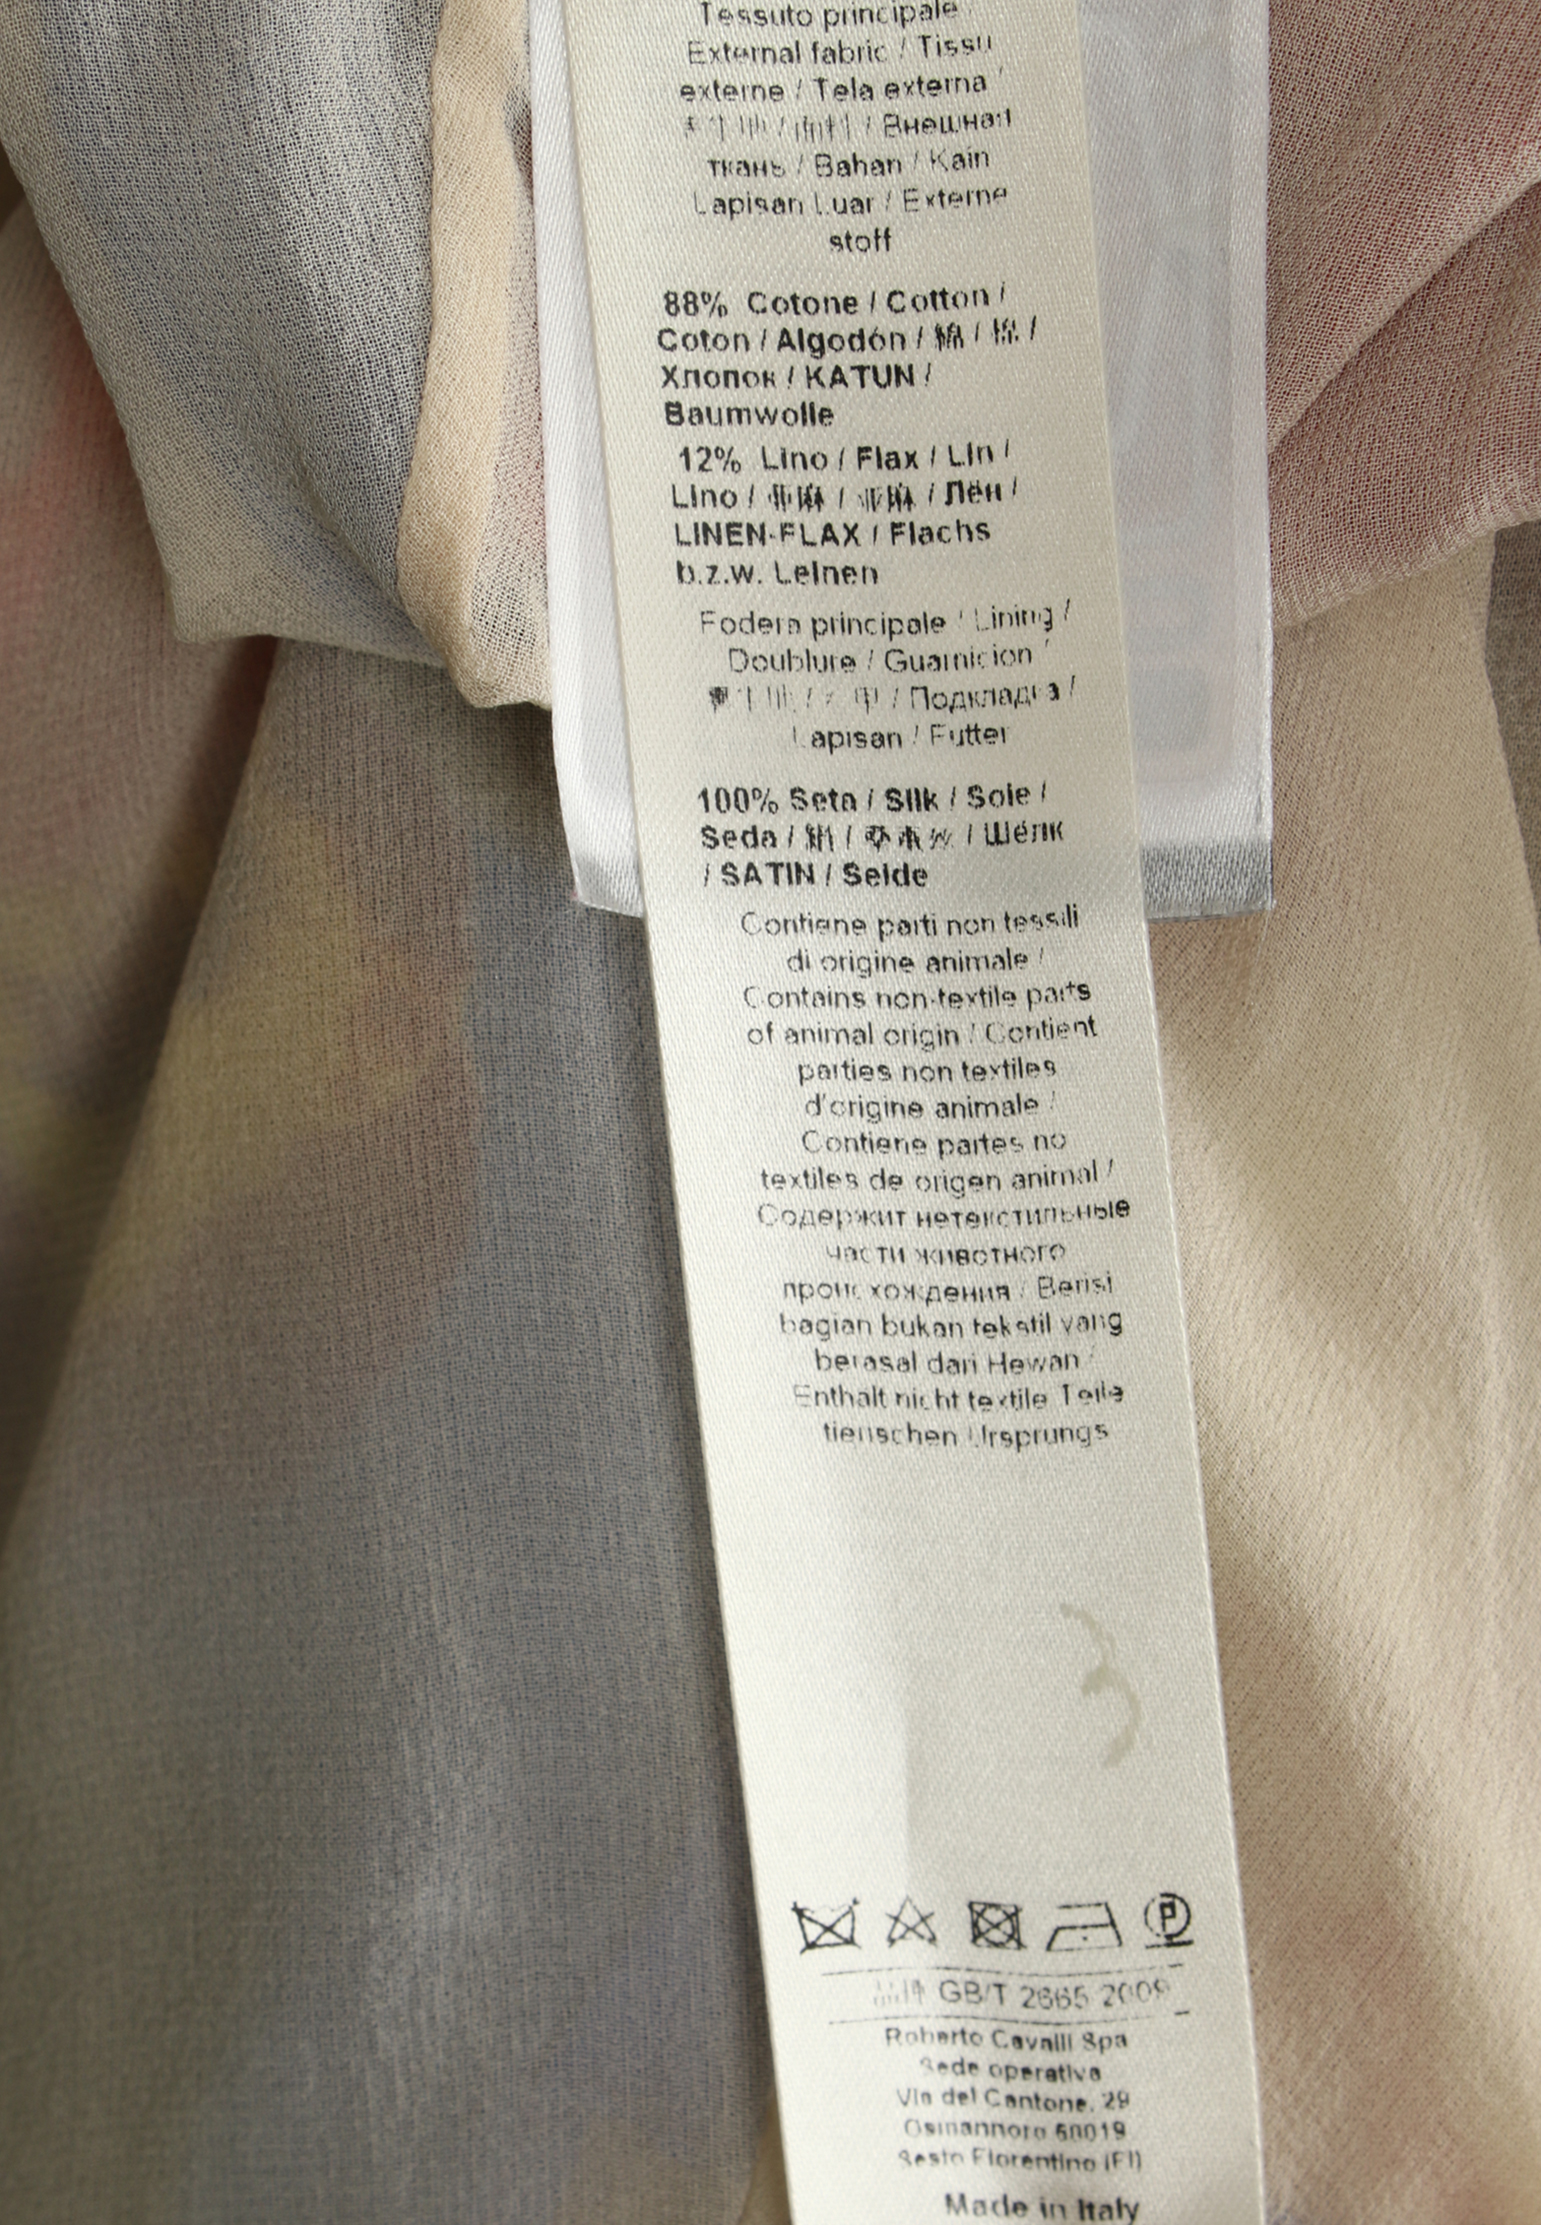 Tessuto principale
External fabric / Tissu
externe / Tela externa /
/ / Внешная
ткань / Bahan / Kain
Lapisan Luar / Externe
stoff
88% Cotone / Cotton /
Coton / Algodón / 棉 / 棉 /
Хлопок / KATUN /
Baumwolle
12% Lino / Flax / Lin /
Lino / 亚麻 / 亚麻 / Лён /
LINEN-FLAX / Flachs
b.z.w. Leinen
Fodera principale / Lining /
Doublure / Guarnicion /
/ / Подкладка /
Lapisan / Futter
100% Seta / Silk / Soie /
Seda / / / Шёлк
/ SATIN / Seide
Contiene parti non tessili
di origine animale /
Contains non-textile parts
of animal origin / Contient
parties non textiles
d'origine animale /
Contiene partes no
textiles de origen animal /
Содержит нетекстильные
части животного
происхождения / Berisi
bagian bukan tekstil yang
berasal dari Hewan /
Enthalt nicht textile Teile
tierischen Ursprungs
P
GB/T 2665 2009
Roberto Cavalli Spa
Sede operativa
Via del Cantone, 29
Osmannoro 50019
Sesto Fiorentino (FI)
Made in Italy